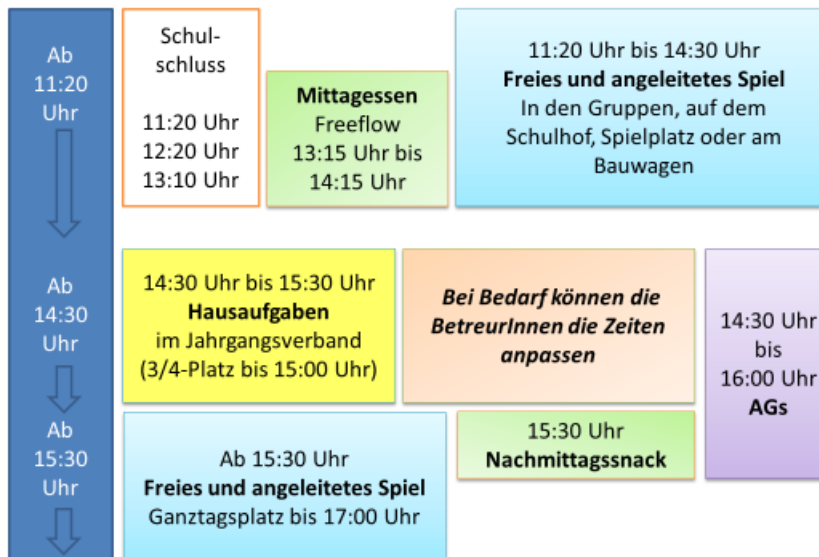 Ab
11:20
Uhr
Schul-
schluss
11:20 Uhr
12:20 Uhr
13:10 Uhr
Mittagessen
Freeflow
13:15 Uhr bis
14:15 Uhr
11:20 Uhr bis 14:30 Uhr
Freies und angeleitetes Spiel
In den Gruppen, auf dem
Schulhof, Spielplatz oder am
Bauwagen
Ab
14:30
Uhr
14:30 Uhr bis 15:30 Uhr
Hausaufgaben
im Jahrgangsverband
(3/4-Platz bis 15:00 Uhr)
Bei Bedarf können die
BetreurInnen die Zeiten
anpassen
14:30 Uhr
bis
16:00 Uhr
AGs
Ab
15:30
Uhr
Ab 15:30 Uhr
Freies und angeleitetes Spiel
Ganztagsplatz bis 17:00 Uhr
15:30 Uhr
Nachmittagssnack